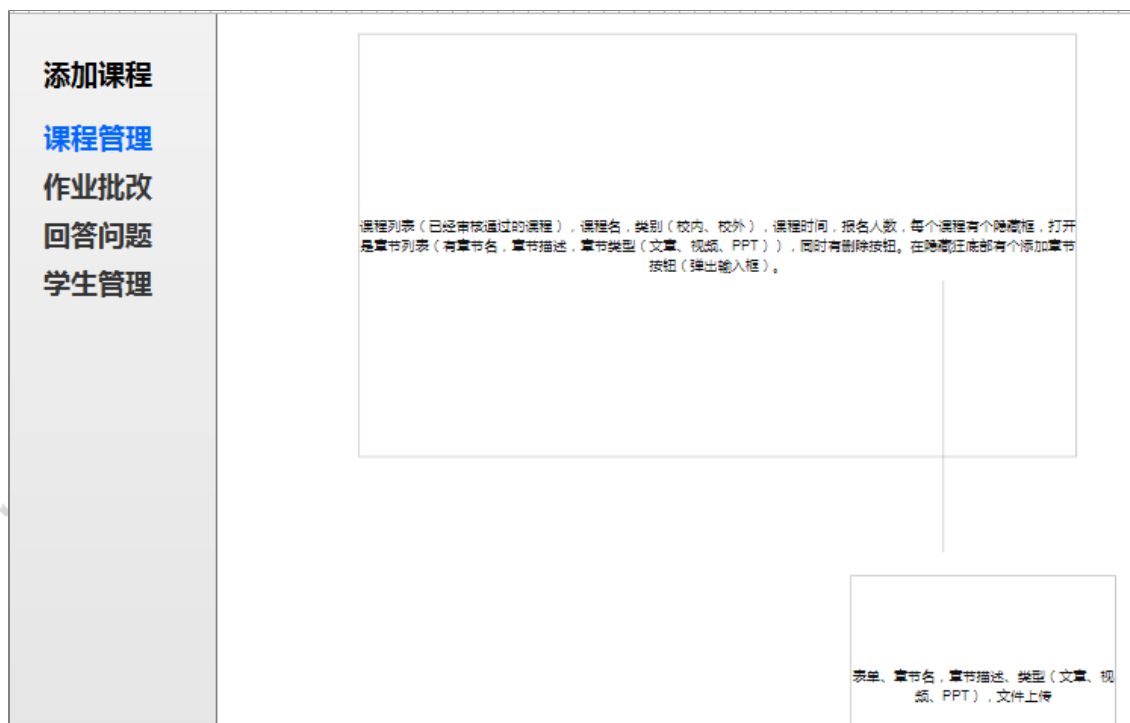 添加课程
课程管理
作业批改
回答问题
学生管理
课程列表（已经审核通过的课程），课程名，类别（校内、校外），课程时间，报名人数，每个课程有个隐藏框，打开
是章节列表（有章节名，章节描述，章节类型（文章、视频、PPT）），同时有删除按钮。在隐藏狂底部有个添加章节
按钮（弹出输入框）。
表单、章节名，章节描述、类型（文章、视
频、PPT），文件上传